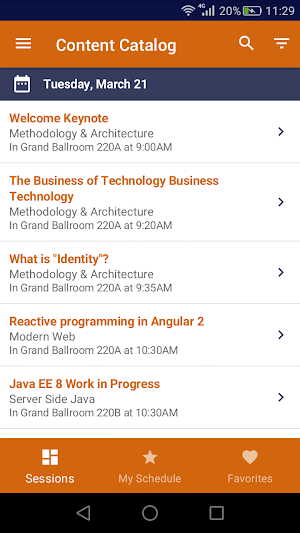 4G 20% 11:29
Content Catalog
Tuesday, March 21
Welcome Keynote
Methodology & Architecture
In Grand Ballroom 220A at 9:00AM
The Business of Technology Business
Technology
Methodology & Architecture
In Grand Ballroom 220A at 9:20AM
What is "Identity"?
Methodology & Architecture
In Grand Ballroom 220A at 9:35AM
Reactive programming in Angular 2
Modern Web
In Grand Ballroom 220A at 10:30AM
Java EE 8 Work in Progress
Server Side Java
In Grand Ballroom 220B at 10:30AM
Sessions My Schedule Favorites